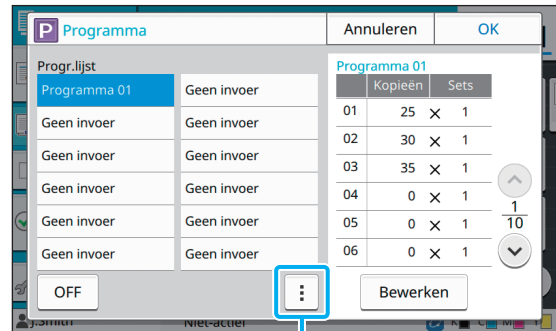 P Programma Annuleren OK
Progr.lijst
Programma 01 Geen invoer
Geen invoer Geen invoer
Geen invoer Geen invoer
Geen invoer Geen invoer
Geen invoer Geen invoer
Geen invoer Geen invoer
OFF
Programma 01
Kopieën Sets
01 25 × 1
02 30 × 1
03 35 × 1
04 0 × 1
05 0 × 1
06 0 × 1
1
10
Bewerken
J.Smith Niet-actief K C M Y